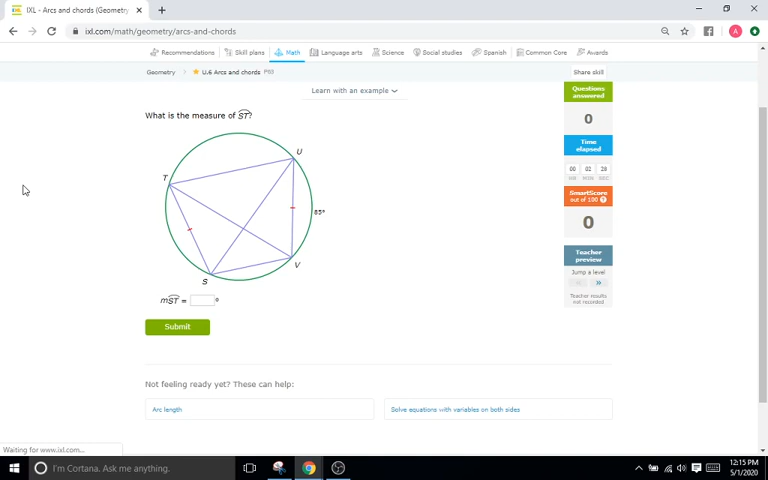 IXL - Arcs and chords (Geometry
ixl.com/math/geometry/arcs-and-chords
A
Recommendations
Skill plans
Math
Language arts
Science
Social studies
Spanish
Common Core
Awards
Geometry
U.6 Arcs and chords
Share skill
Learn with an example
Questions answered
0
What is the measure of ST?
Time elapsed
00 02 28
HR MIN SEC
SmartScore
out of 100
0
T
U
85°
S
V
Teacher preview
Jump a level
Teacher results not recorded
mST = °
Submit
Not feeling ready yet? These can help:
Arc length
Solve equations with variables on both sides
Waiting for www.ixl.com...
I'm Cortana. Ask me anything.
12:15 PM
5/1/2020